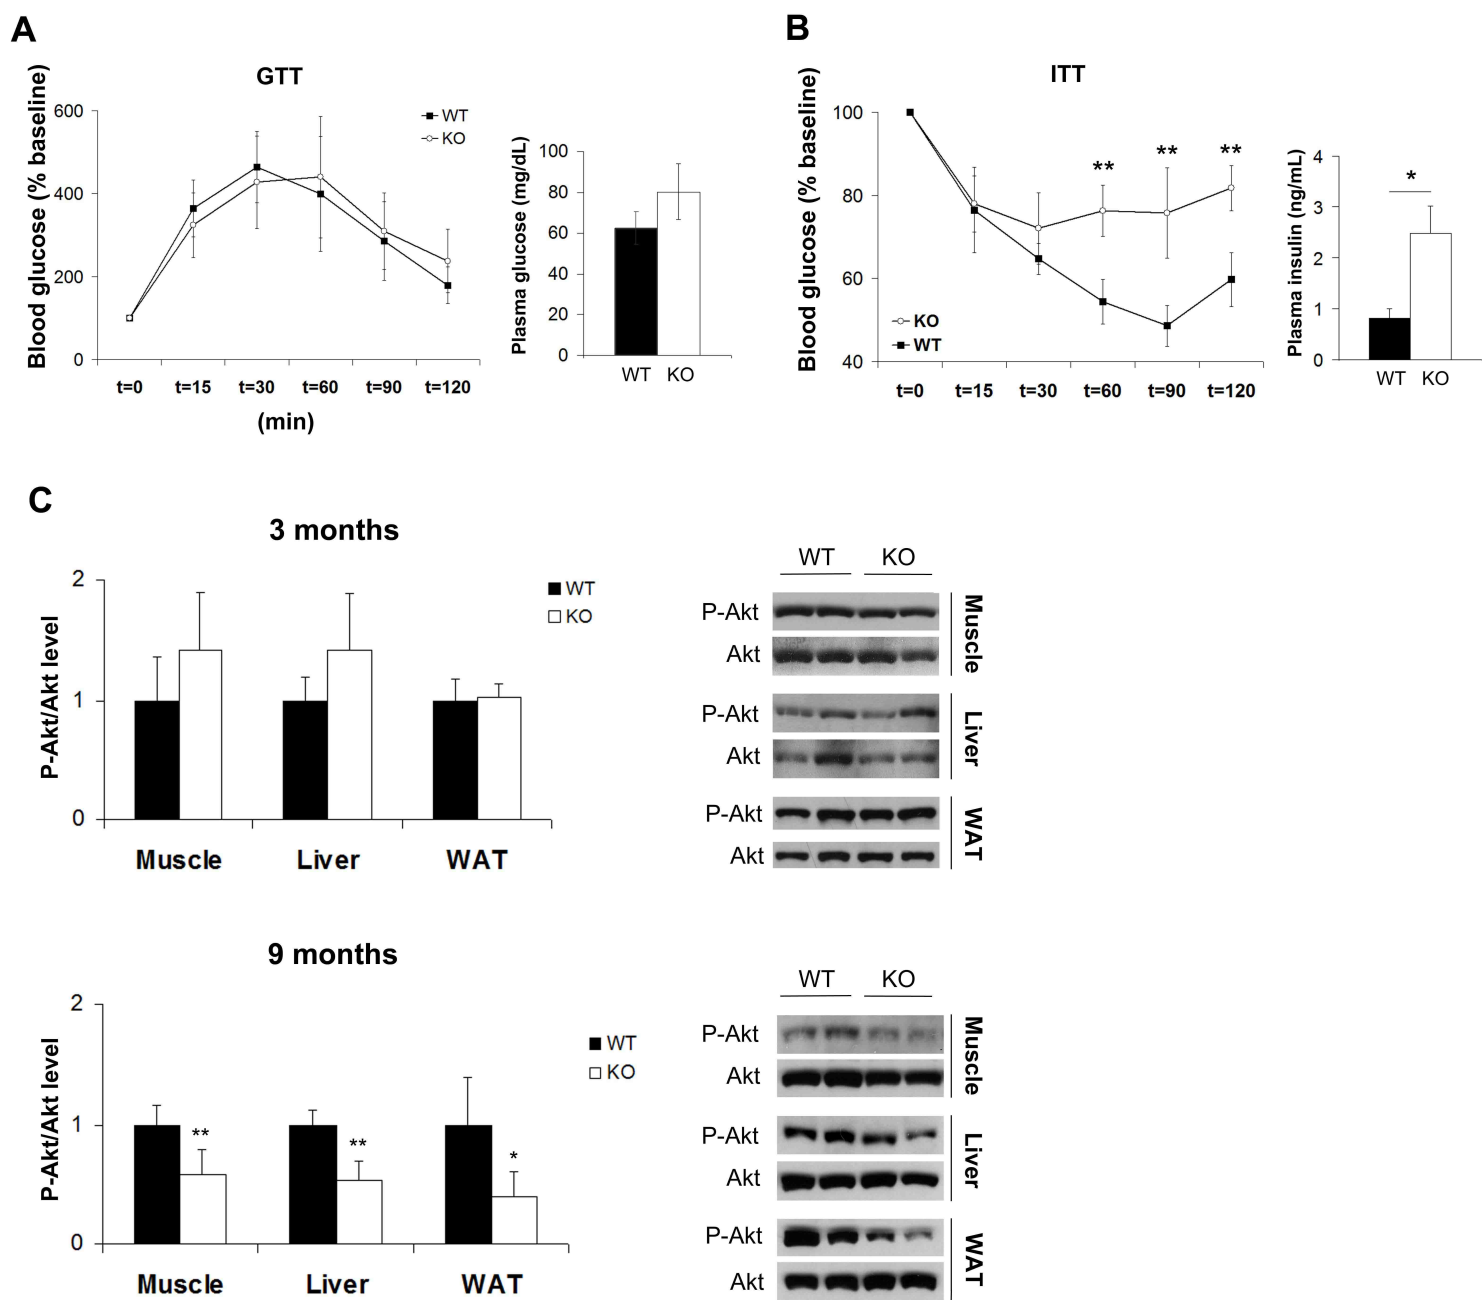 A
GTT
Blood glucose (% baseline)
600
400
200
0
WT
KO
t=0 t=15 t=30 t=60 t=90 t=120
(min)
Plasma glucose (mg/dL)
100
80
60
40
20
0
WT KO
B
ITT
Blood glucose (% baseline)
100
80
60
40
** ** **
KO
WT
t=0 t=15 t=30 t=60 t=90 t=120
Plasma insulin (ng/mL)
4
3
2
1
0
*
WT KO
C
3 months
P-Akt/Akt level
2
1
0
WT
KO
Muscle Liver WAT
WT KO
P-Akt
Akt
Muscle
P-Akt
Akt
Liver
P-Akt
Akt
WAT
9 months
P-Akt/Akt level
2
1
0
** ** *
WT
KO
Muscle Liver WAT
WT KO
P-Akt
Akt
Muscle
P-Akt
Akt
Liver
P-Akt
Akt
WAT